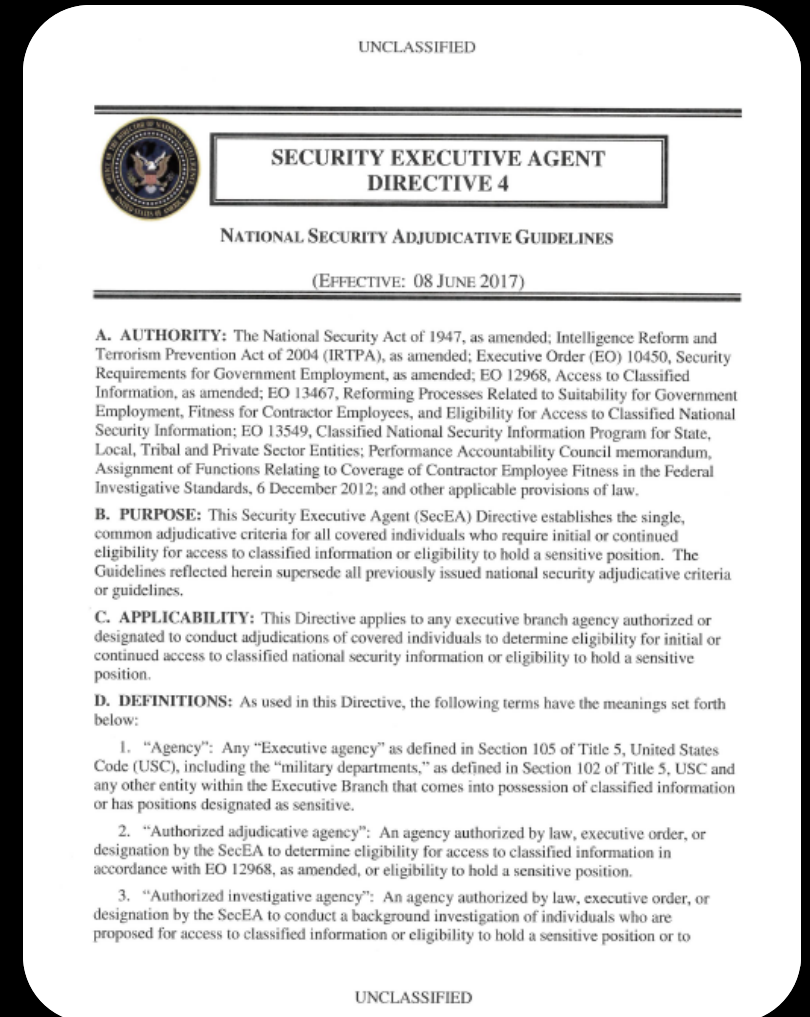 UNCLASSIFIED
SECURITY EXECUTIVE AGENT
DIRECTIVE 4
NATIONAL SECURITY ADJUDICATIVE GUIDELINES
(EFFECTIVE: 08 JUNE 2017)
A. AUTHORITY: The National Security Act of 1947, as amended; Intelligence Reform and
Terrorism Prevention Act of 2004 (IRTPA), as amended; Executive Order (EO) 10450, Security
Requirements for Government Employment, as amended; EO 12968, Access to Classified
Information, as amended; EO 13467, Reforming Processes Related to Suitability for Government
Employment, Fitness for Contractor Employees, and Eligibility for Access to Classified National
Security Information; EO 13549, Classified National Security Information Program for State,
Local, Tribal and Private Sector Entities; Performance Accountability Council memorandum,
Assignment of Functions Relating to Coverage of Contractor Employee Fitness in the Federal
Investigative Standards, 6 December 2012; and other applicable provisions of law.
B. PURPOSE: This Security Executive Agent (SecEA) Directive establishes the single,
common adjudicative criteria for all covered individuals who require initial or continued
eligibility for access to classified information or eligibility to hold a sensitive position. The
Guidelines reflected herein supersede all previously issued national security adjudicative criteria
or guidelines.
C. APPLICABILITY: This Directive applies to any executive branch agency authorized or
designated to conduct adjudications of covered individuals to determine eligibility for initial or
continued access to classified national security information or eligibility to hold a sensitive
position.
D. DEFINITIONS: As used in this Directive, the following terms have the meanings set forth
below:
1. “Agency”: Any “Executive agency” as defined in Section 105 of Title 5, United States
Code (USC), including the “military departments,” as defined in Section 102 of Title 5, USC and
any other entity within the Executive Branch that comes into possession of classified information
or has positions designated as sensitive.
2. “Authorized adjudicative agency”: An agency authorized by law, executive order, or
designation by the SecEA to determine eligibility for access to classified information in
accordance with EO 12968, as amended, or eligibility to hold a sensitive position.
3. “Authorized investigative agency”: An agency authorized by law, executive order, or
designation by the SecEA to conduct a background investigation of individuals who are
proposed for access to classified information or eligibility to hold a sensitive position or to
UNCLASSIFIED